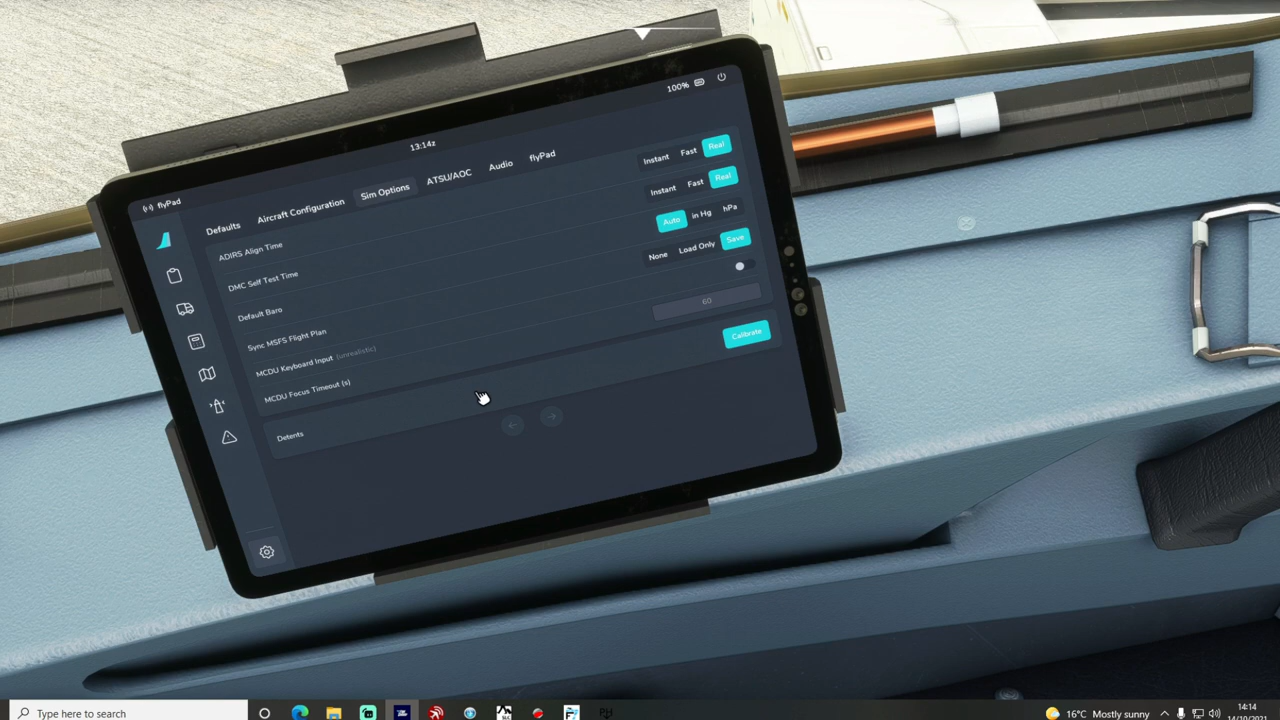 flyPad
13:14z
100%
Defaults Aircraft Configuration Sim Options ATSU/AOC Audio flyPad
ADIRS Align Time Instant Fast Real
DMC Self Test Time Instant Fast Real
Default Baro Auto in Hg hPa
Sync MSFS Flight Plan None Load Only Save
MCDU Keyboard Input (unrealistic)
MCDU Focus Timeout (s) 60
Detents Calibrate
Type here to search
16°C Mostly sunny
14:14